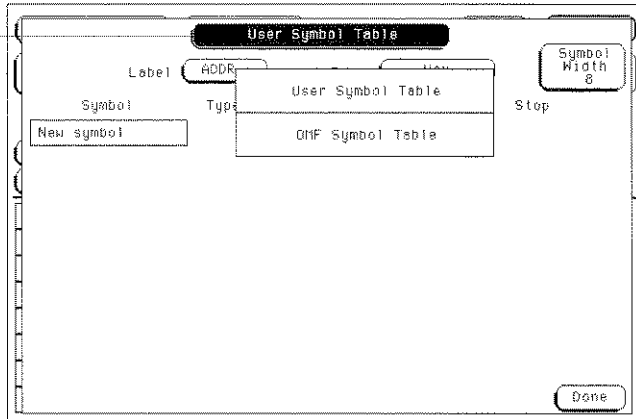 User Symbol Table
Symbol
Width
8
Label ADDR
User Symbol Table
Symbol Type Stop
New symbol
OMF Symbol Table
Done